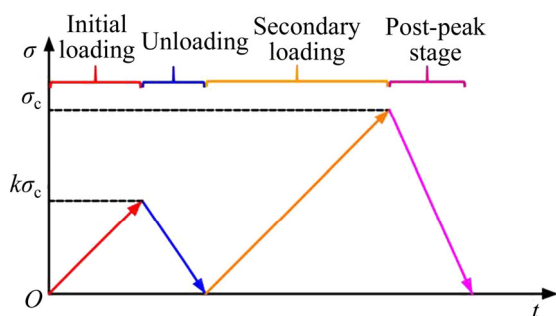 Initial
loading
Unloading
Secondary
loading
Post-peak
stage
σ
σc
kσc
O
t